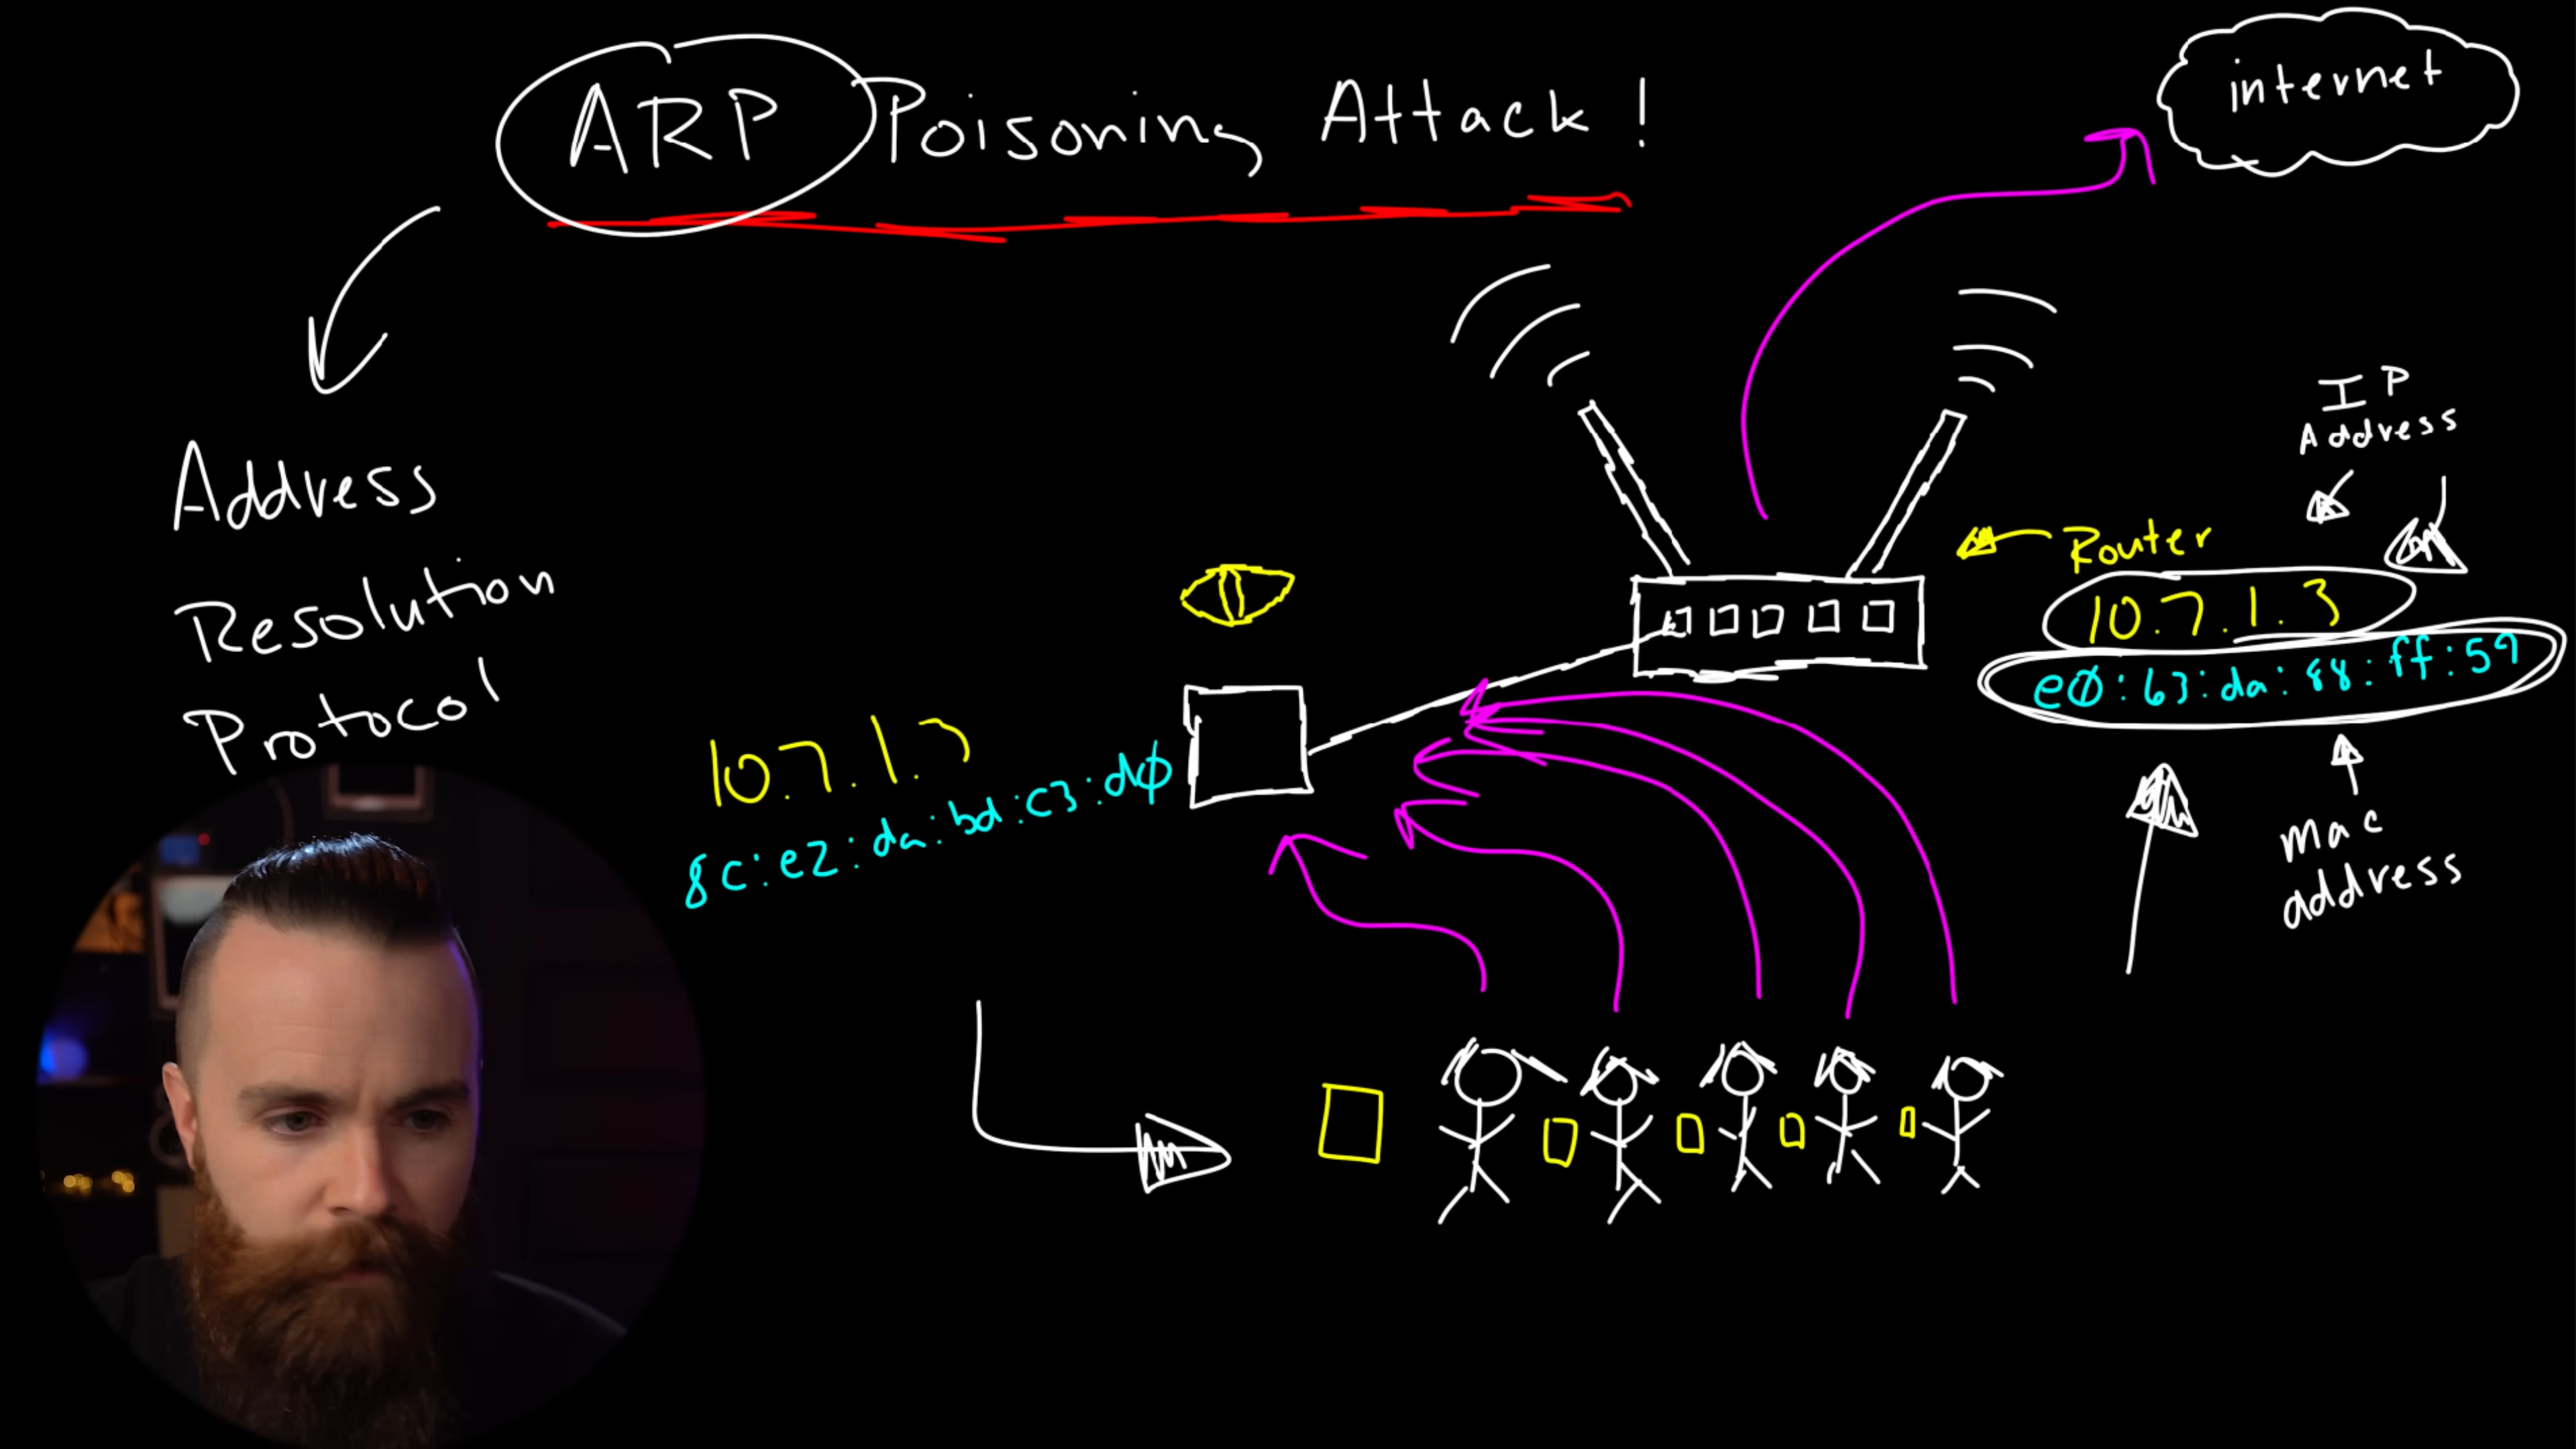 ARP Poisoning Attack!
internet
Address
Resolution
Protocol
IP
Address
Router
10.7.1.3
e0:63:da:88:ff:59
mac
address
10.7.1.
8c:e2:da:bd:c3:d0